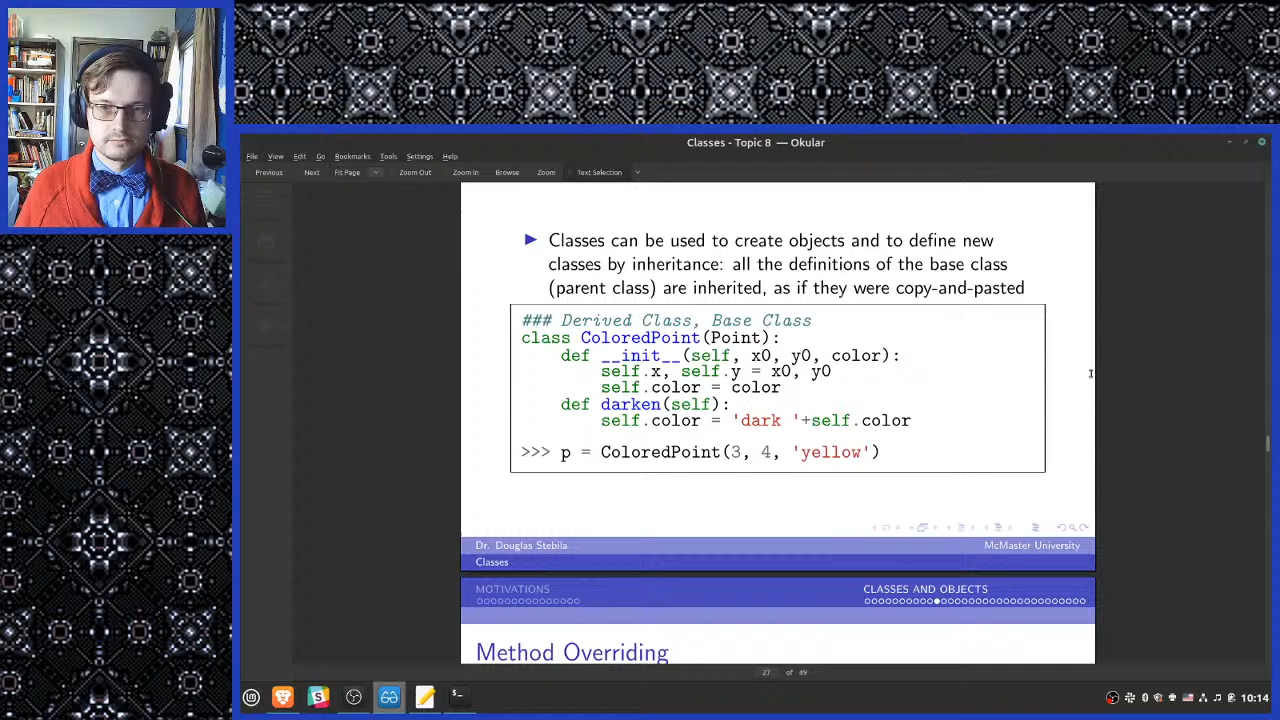 Classes - Topic 8 — Okular
File View Edit Go Bookmarks Tools Settings Help
Previous Next Fit Page Zoom Out Zoom In Browse Zoom Text Selection
Classes can be used to create objects and to define new
classes by inheritance: all the definitions of the base class
(parent class) are inherited, as if they were copy-and-pasted
### Derived Class, Base Class
class ColoredPoint(Point):
def __init__(self, x0, y0, color):
self.x, self.y = x0, y0
self.color = color
def darken(self):
self.color = 'dark '+self.color
>>> p = ColoredPoint(3, 4, 'yellow')
Dr. Douglas Stebila McMaster University
Classes
MOTIVATIONS CLASSES AND OBJECTS
Method Overriding
27 of 49
10:14